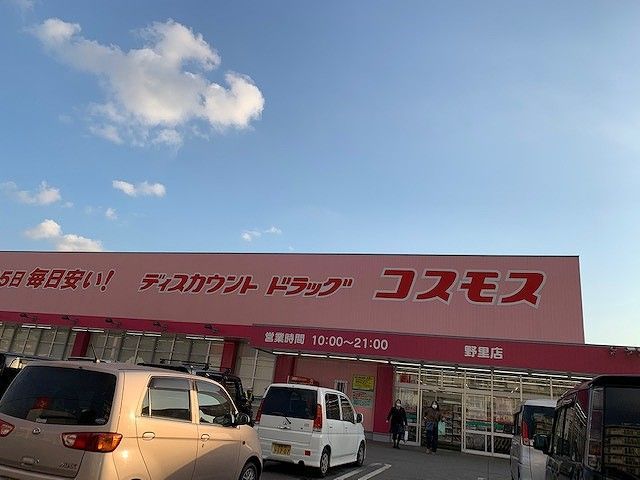 5日 毎日安い! ディスカウント ドラッグ コスモス
営業時間 10:00~21:00 野里店